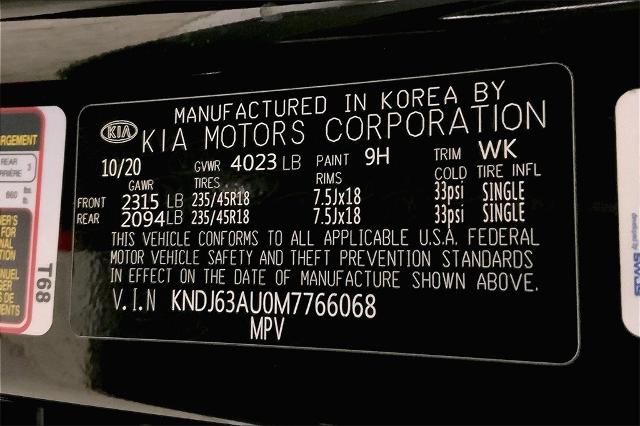 MANUFACTURED IN KOREA BY
KIA KIA MOTORS CORPORATION
10/20 GVWR 4023 LB PAINT 9H TRIM WK
GAWR TIRES RIMS COLD TIRE INFL
FRONT 2315 LB 235/45R18 7.5Jx18 33psi SINGLE
REAR 2094 LB 235/45R18 7.5Jx18 33psi SINGLE
THIS VEHICLE CONFORMS TO ALL APPLICABLE U.S.A. FEDERAL
MOTOR VEHICLE SAFETY AND THEFT PREVENTION STANDARDS
IN EFFECT ON THE DATE OF MANUFACTURE SHOWN ABOVE.
V.I.N KNDJ63AU0M7766068
MPV
REAR
T68